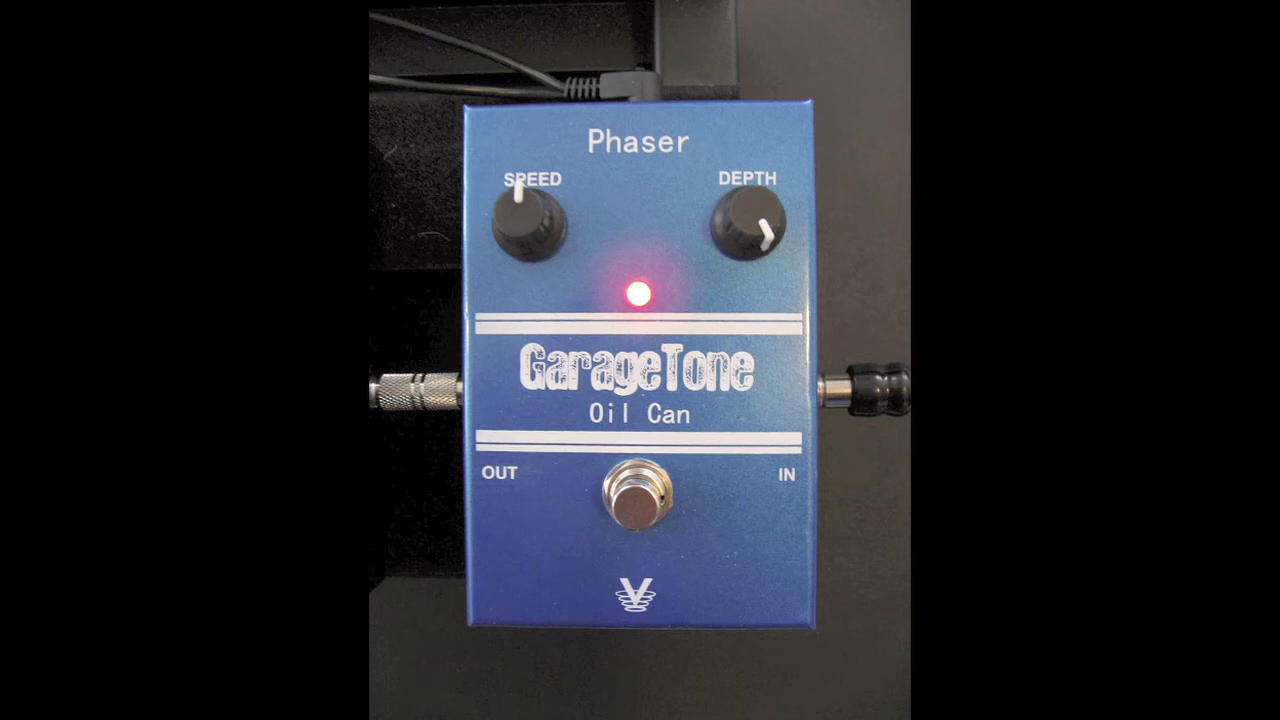 Phaser
SPEED DEPTH
GarageTone
Oil Can
OUT IN
V